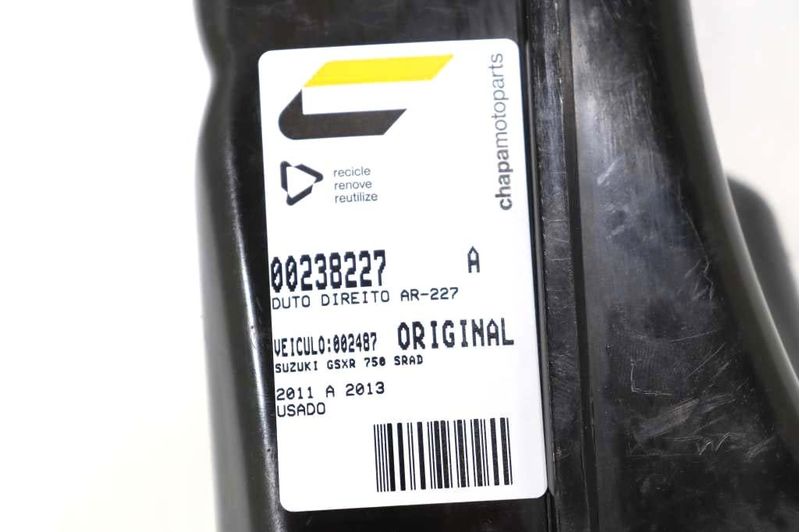 chapamotoparts
recicle
renove
reutilize
00238227 A
DUTO DIREITO AR-227
VEICULO:002487 ORIGINAL
SUZUKI GSXR 750 SRAD
2011 A 2013
USADO